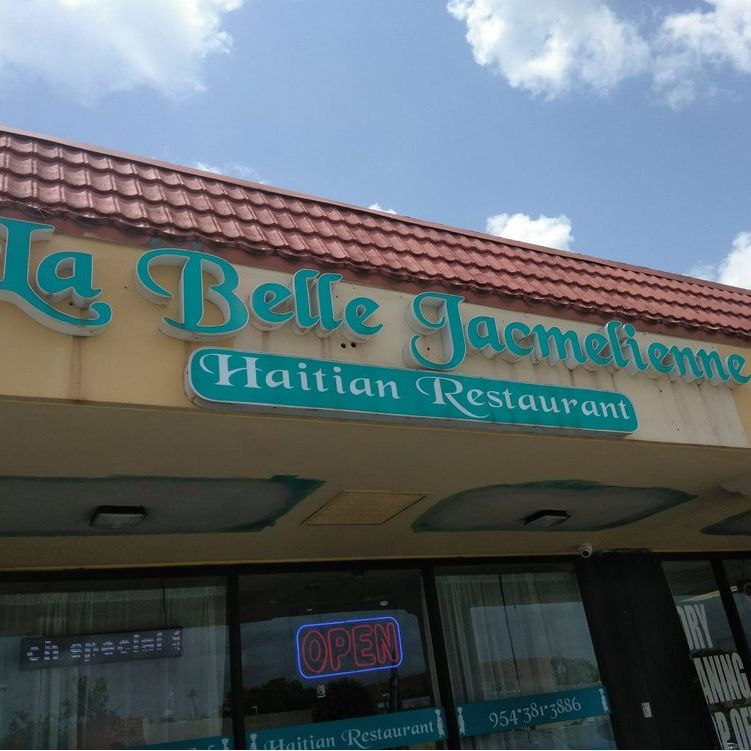 La Belle Jacmelienne
Haitian Restaurant
OPEN
Haitian Restaurant
954*381*3886